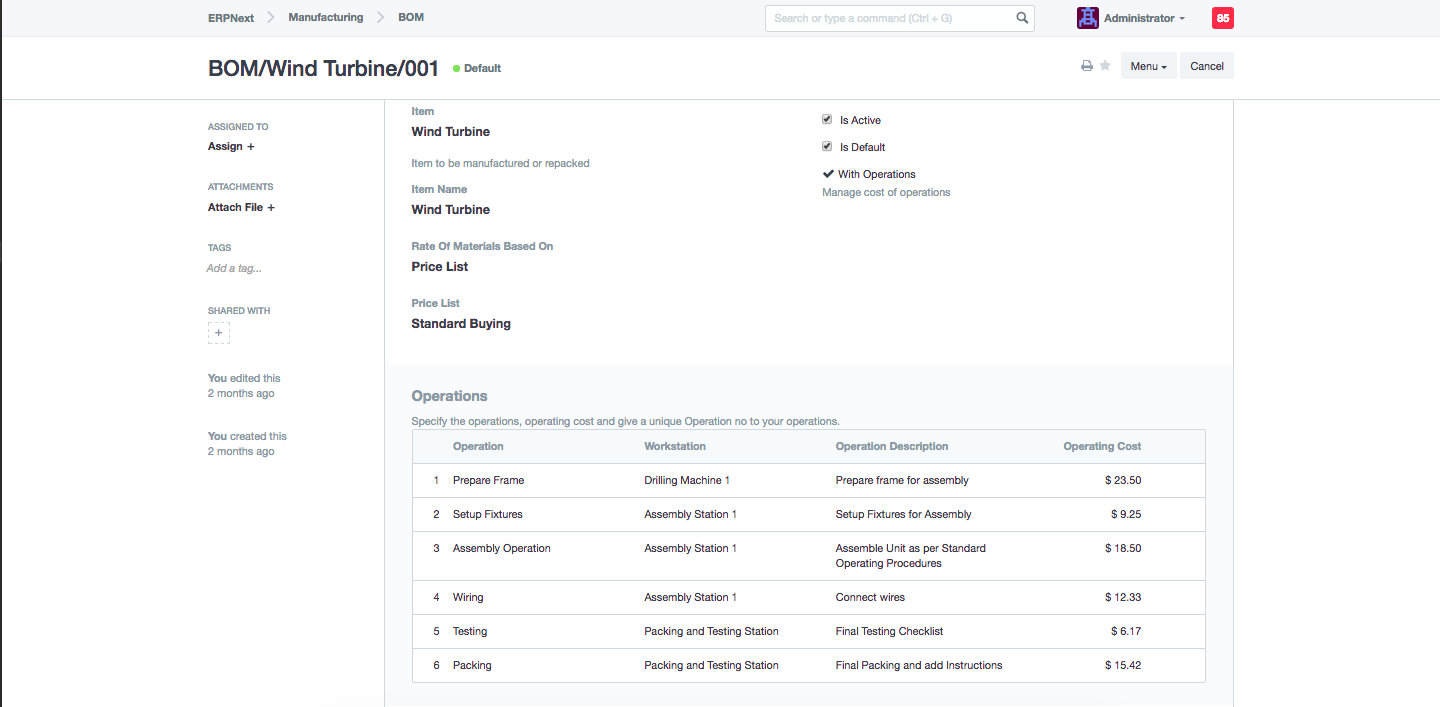 ERPNext Manufacturing BOM
Search or type a command (Ctrl + G)
Administrator
85
BOM/Wind Turbine/001
Default
Menu
Cancel
ASSIGNED TO
Assign +
ATTACHMENTS
Attach File +
TAGS
Add a tag...
SHARED WITH
+
You edited this
2 months ago
You created this
2 months ago
Item
Wind Turbine
Item to be manufactured or repacked
Item Name
Wind Turbine
Rate Of Materials Based On
Price List
Price List
Standard Buying
Is Active
Is Default
With Operations
Manage cost of operations
Operations
Specify the operations, operating cost and give a unique Operation no to your operations.
Operation Workstation Operation Description Operating Cost
1 Prepare Frame Drilling Machine 1 Prepare frame for assembly $ 23.50
2 Setup Fixtures Assembly Station 1 Setup Fixtures for Assembly $ 9.25
3 Assembly Operation Assembly Station 1 Assemble Unit as per Standard $ 18.50
Operating Procedures
4 Wiring Assembly Station 1 Connect wires $ 12.33
5 Testing Packing and Testing Station Final Testing Checklist $ 6.17
6 Packing Packing and Testing Station Final Packing and add Instructions $ 15.42